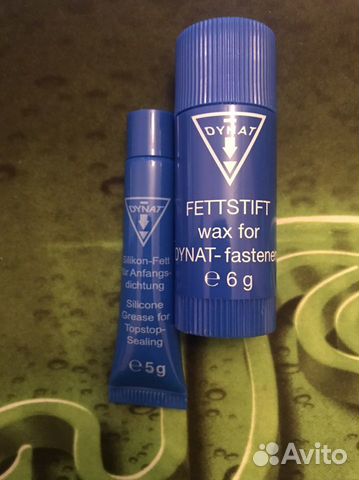 DYNAT
FETTSTIFT
wax for
DYNAT-fastener
℮ 6 g
DYNAT
Silikon-Fett
für Anfangs-
dichtung
Silicone
Grease for
Topstop-
Sealing
℮5g
Avito